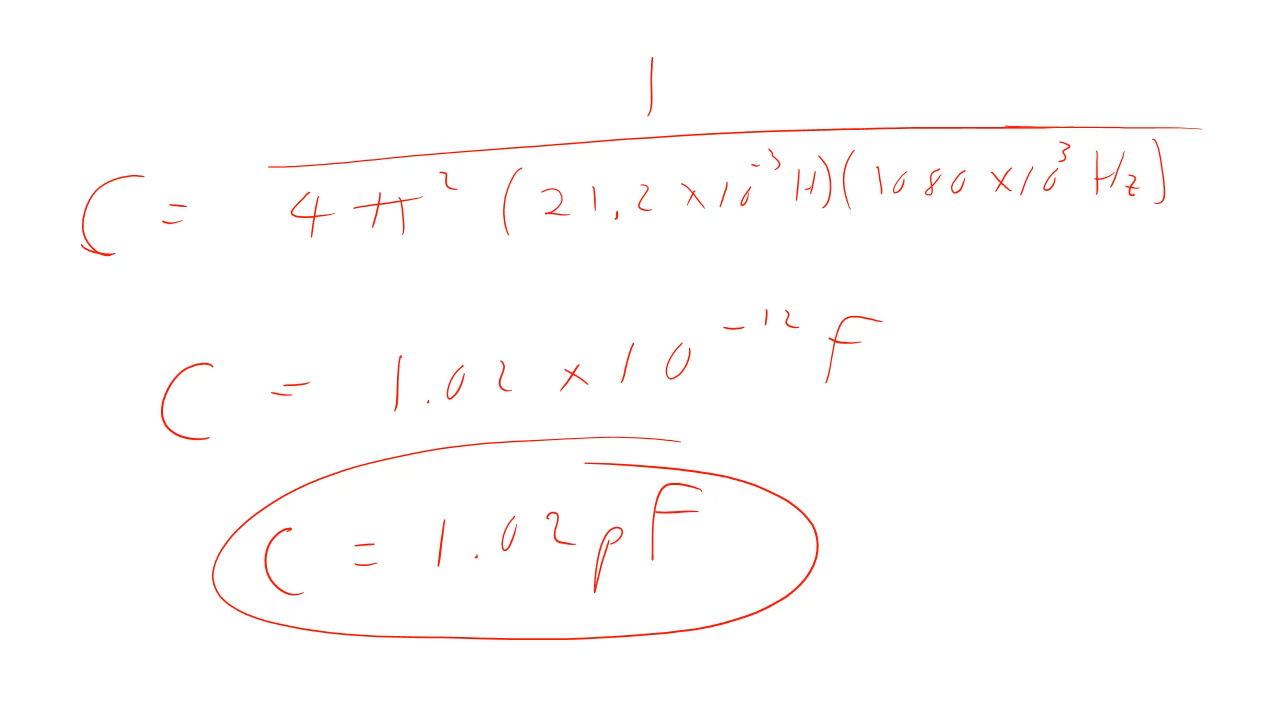 1
C = 4π² (21.2×10⁻³ H)(1080 ×10³ Hz)
C = 1.02 × 10⁻¹² F
C = 1.02 pF